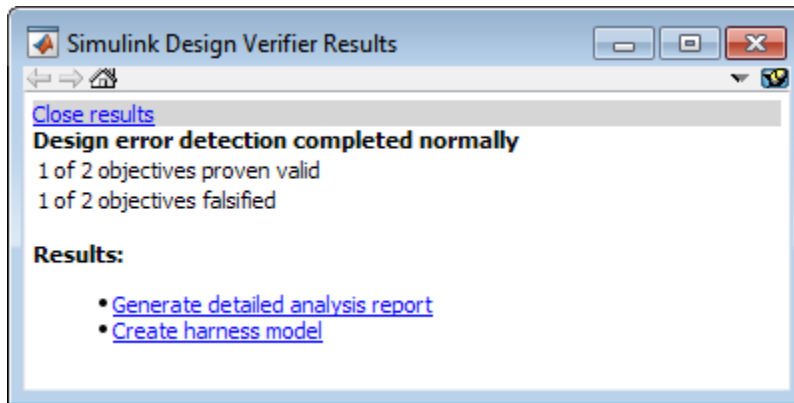 Simulink Design Verifier Results
Close results
Design error detection completed normally
1 of 2 objectives proven valid
1 of 2 objectives falsified
Results:
• Generate detailed analysis report
• Create harness model